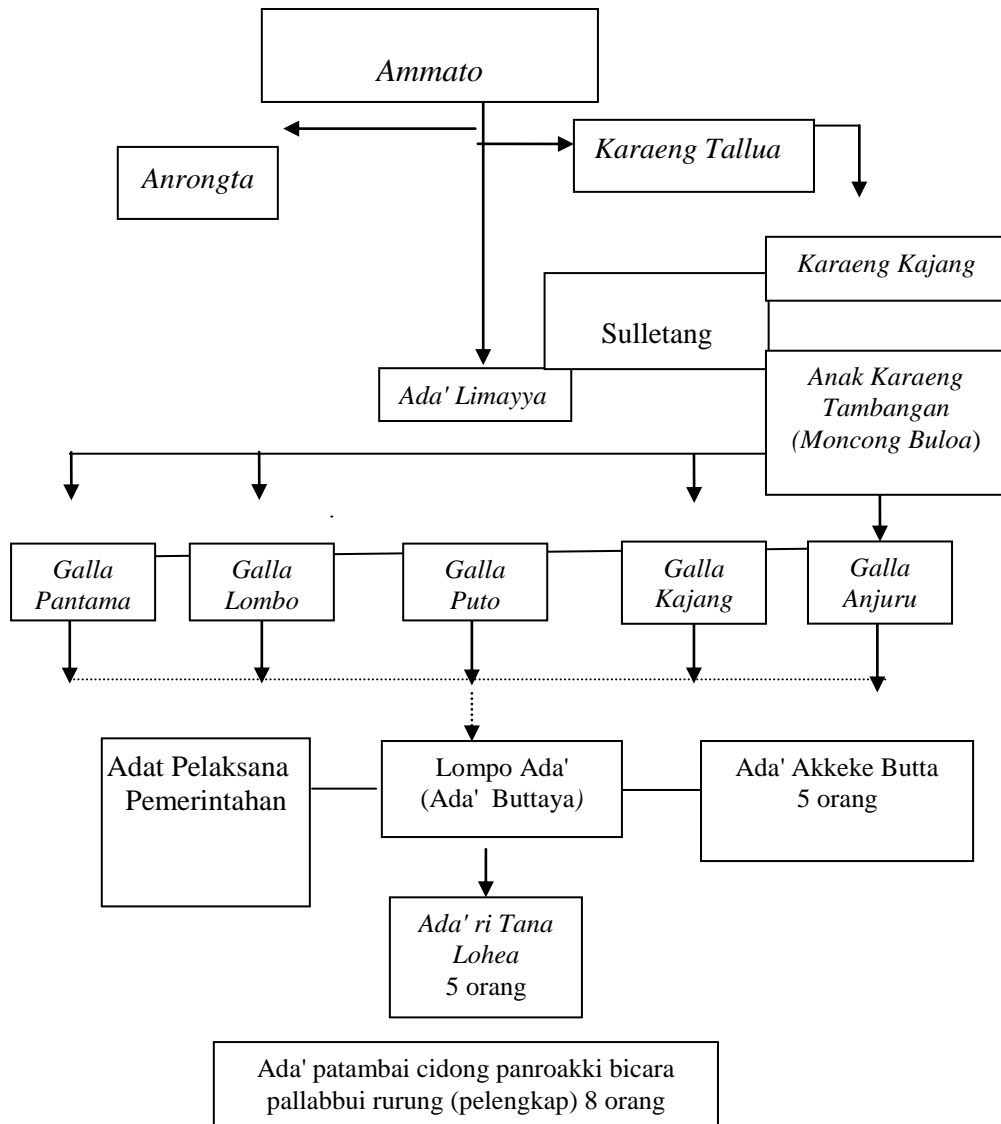 Ammato
Karaeng Tallua
Anrongta
Karaeng Kajang
Sulletang
Ada' Limayya
Anak Karaeng
Tambangan
(Moncong Buloa)
Galla
Pantama
Galla
Lombo
Galla
Puto
Galla
Kajang
Galla
Anjuru
Adat Pelaksana
Pemerintahan
Lompo Ada'
(Ada' Buttaya)
Ada' Akkeke Butta
5 orang
Ada' ri Tana
Lohea
5 orang
Ada' patambai cidong panroakki bicara
pallabbui rurung (pelengkap) 8 orang